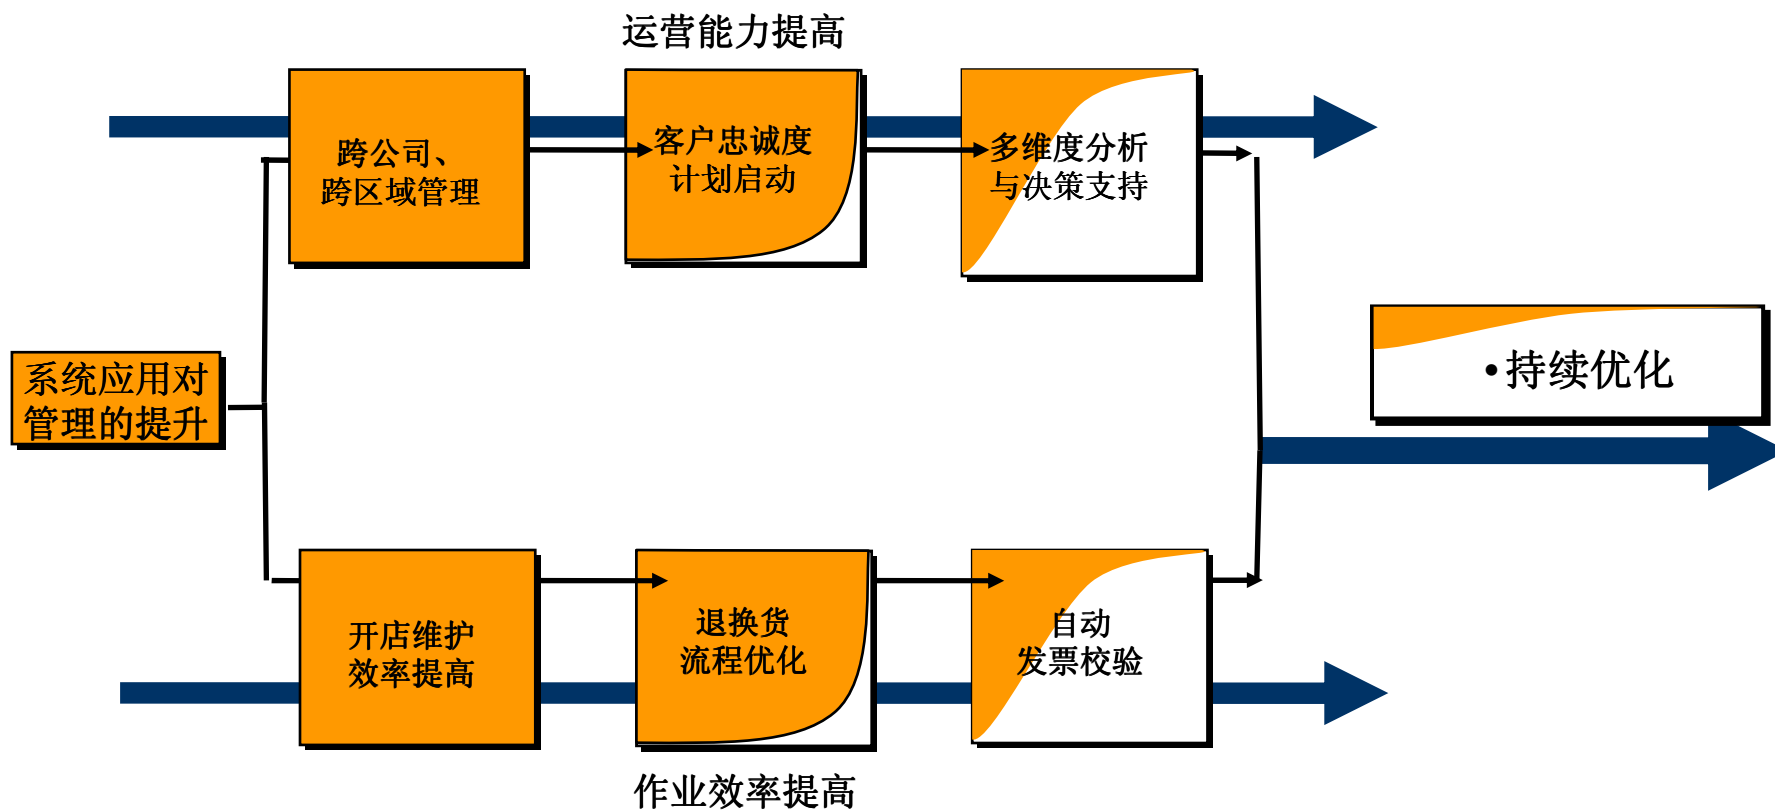 运营能力提高
跨公司、
跨区域管理
客户忠诚度
计划启动
多维度分析
与决策支持
系统应用对
管理的提升
•持续优化
开店维护
效率提高
退换货
流程优化
自动
发票校验
作业效率提高